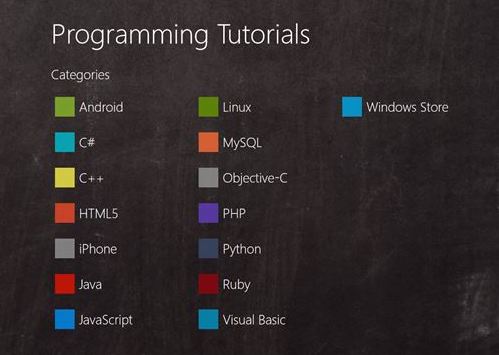 Programming Tutorials
Categories
Android
C#
C++
HTML5
iPhone
Java
JavaScript
Linux
MySQL
Objective-C
PHP
Python
Ruby
Visual Basic
Windows Store